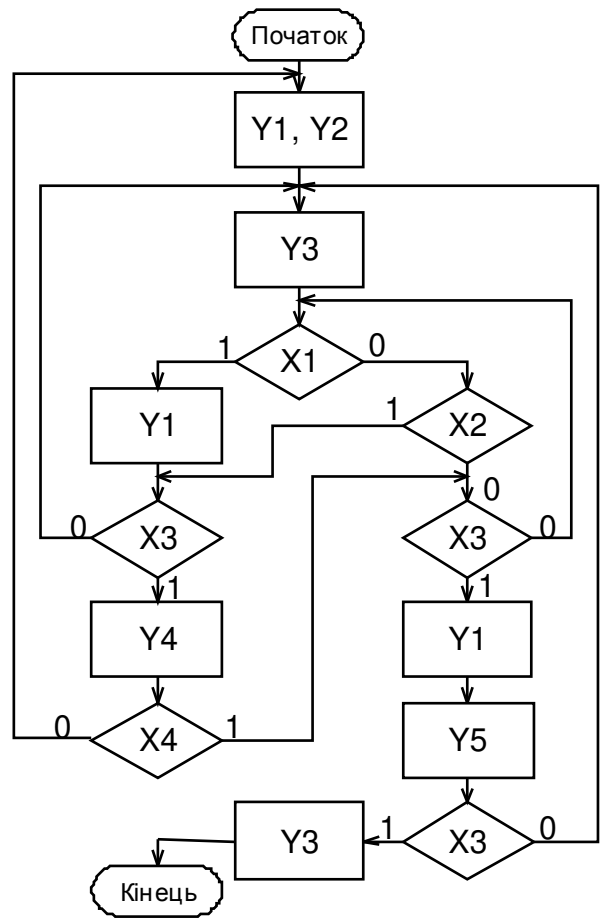 Початок
Y1, Y2
Y3
1 X1 0
Y1
1 X2
0
0 X3
X3 0
1
1
Y4
Y1
0 X4 1
Y5
Y3
1 X3 0
Кінець